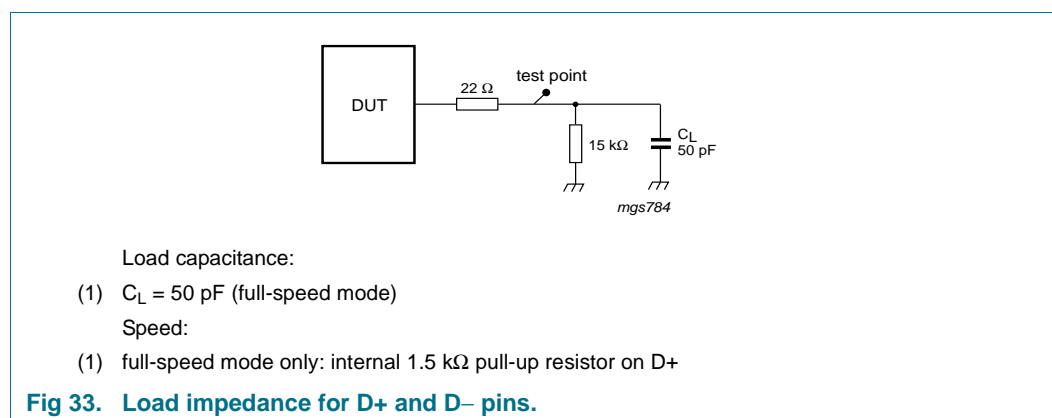 DUT
22 Ω
test point
15 kΩ
CL
50 pF
mgs784
Load capacitance:
(1) CL = 50 pF (full-speed mode)
Speed:
(1) full-speed mode only: internal 1.5 kΩ pull-up resistor on D+
Fig 33. Load impedance for D+ and D− pins.